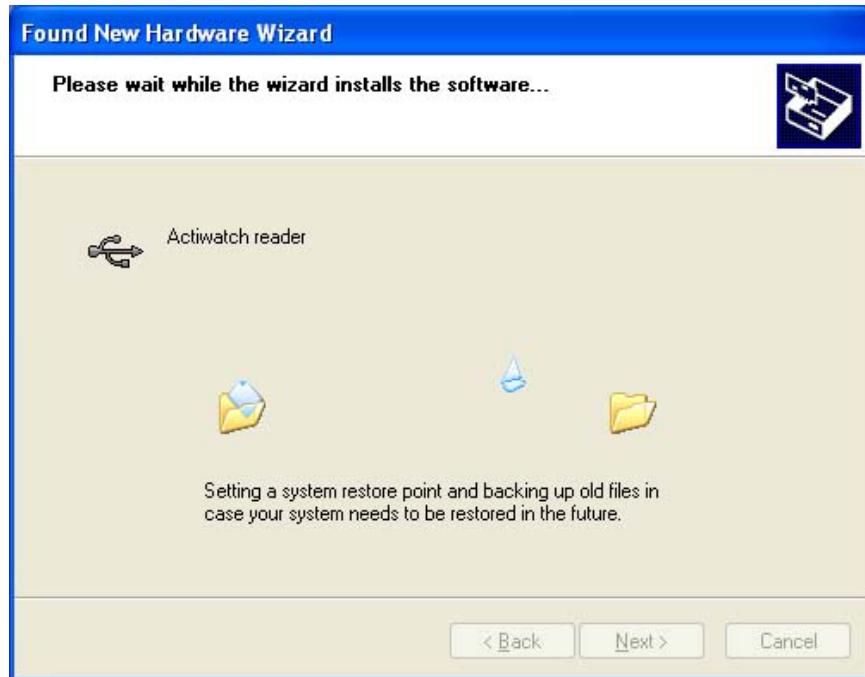 Found New Hardware Wizard
Please wait while the wizard installs the software...
Actiwatch reader
Setting a system restore point and backing up old files in
case your system needs to be restored in the future.
< Back
Next >
Cancel